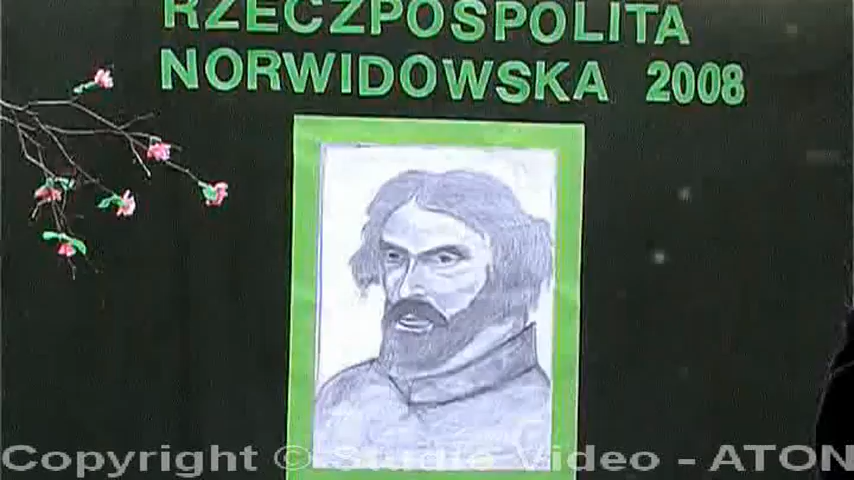 RZECZPOSPOLITA
NORWIDOWSKA 2008
Copyright © Studio Video - ATON